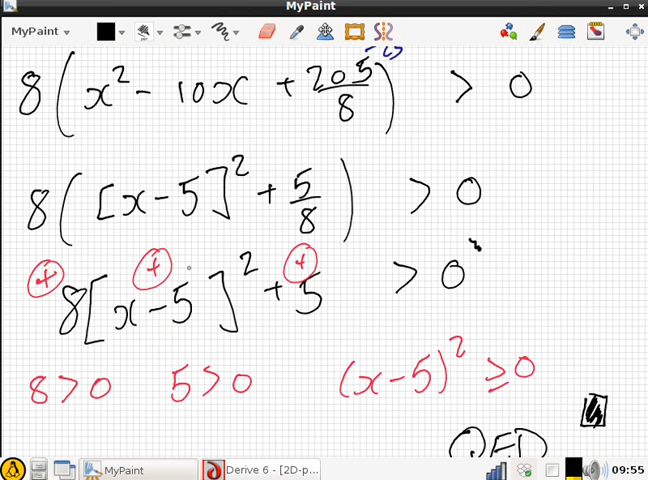 MyPaint
MyPaint
8(x² - 10x + 205/8) > 0
8([x-5]² + 5/8) > 0
+ + +
8[x-5]² + 5 > 0
8>0 5>0 (x-5)² ≥0
QED
MyPaint Derive 6 - [2D-p... 09:55